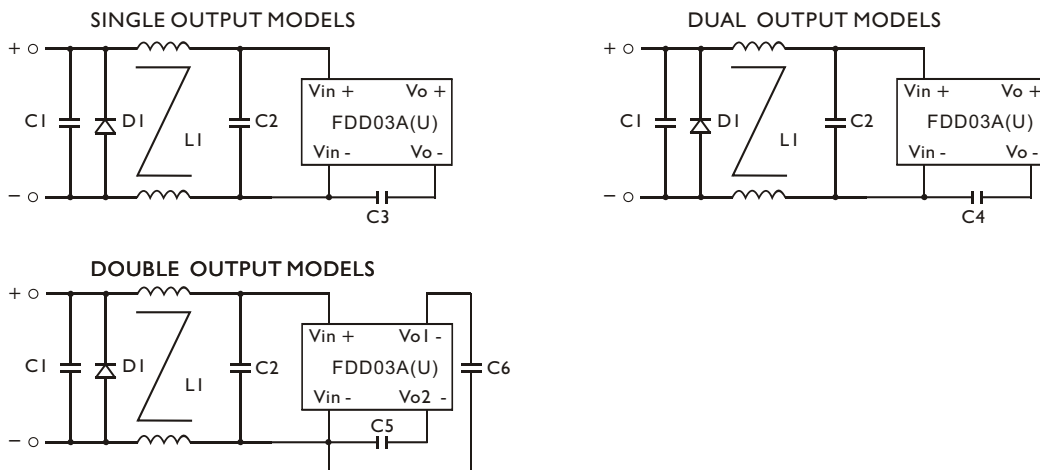 SINGLE OUTPUT MODELS
+
C1
D1
L1
C2
Vin +
Vo +
FDD03A(U)
Vin -
Vo -
−
C3
DUAL OUTPUT MODELS
+
C1
D1
L1
C2
Vin +
Vo +
FDD03A(U)
Vin -
Vo -
−
C4
DOUBLE OUTPUT MODELS
+
C1
D1
L1
C2
Vin +
Vo1 -
FDD03A(U)
C6
Vin -
Vo2 -
C5
−